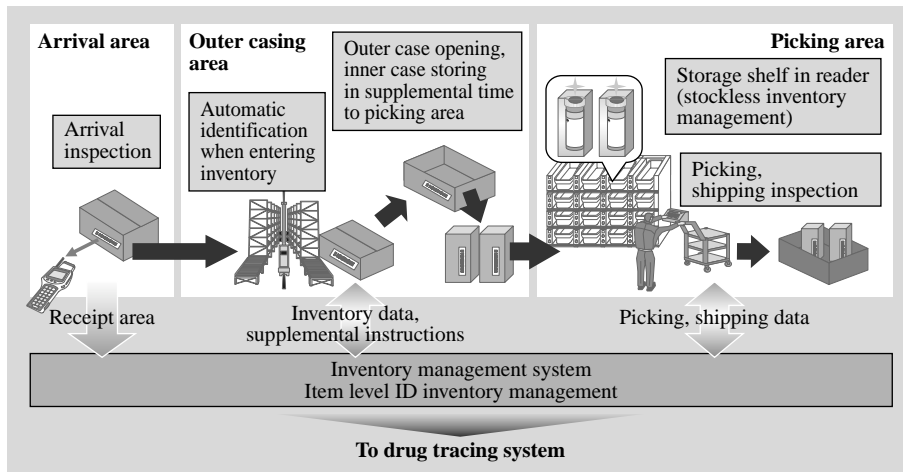 Arrival area
Arrival
inspection
Receipt area
Outer casing
area
Automatic
identification
when entering
inventory
Outer case opening,
inner case storing
in supplemental time
to picking area
Inventory data,
supplemental instructions
Picking area
Storage shelf in reader
(stockless inventory
management)
Picking,
shipping inspection
Picking, shipping data
Inventory management system
Item level ID inventory management
To drug tracing system